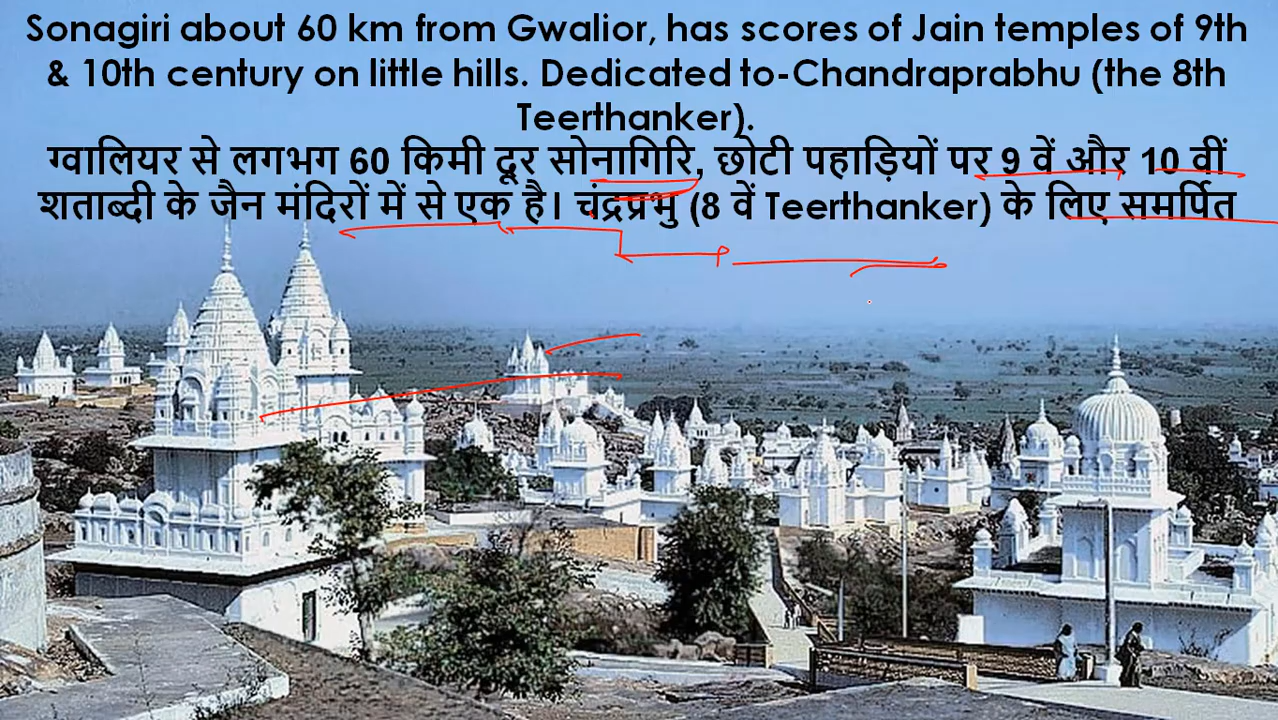 Sonagiri about 60 km from Gwalior, has scores of Jain temples of 9th
& 10th century on little hills. Dedicated to-Chandraprabhu (the 8th
Teerthanker).
ग्वालियर से लगभग 60 किमी दूर सोनागिरि, छोटी पहाड़ियों पर 9 वें और 10 वीं
शताब्दी के जैन मंदिरों में से एक है। चंद्रप्रभु (8 वें Teerthanker) के लिए समर्पित